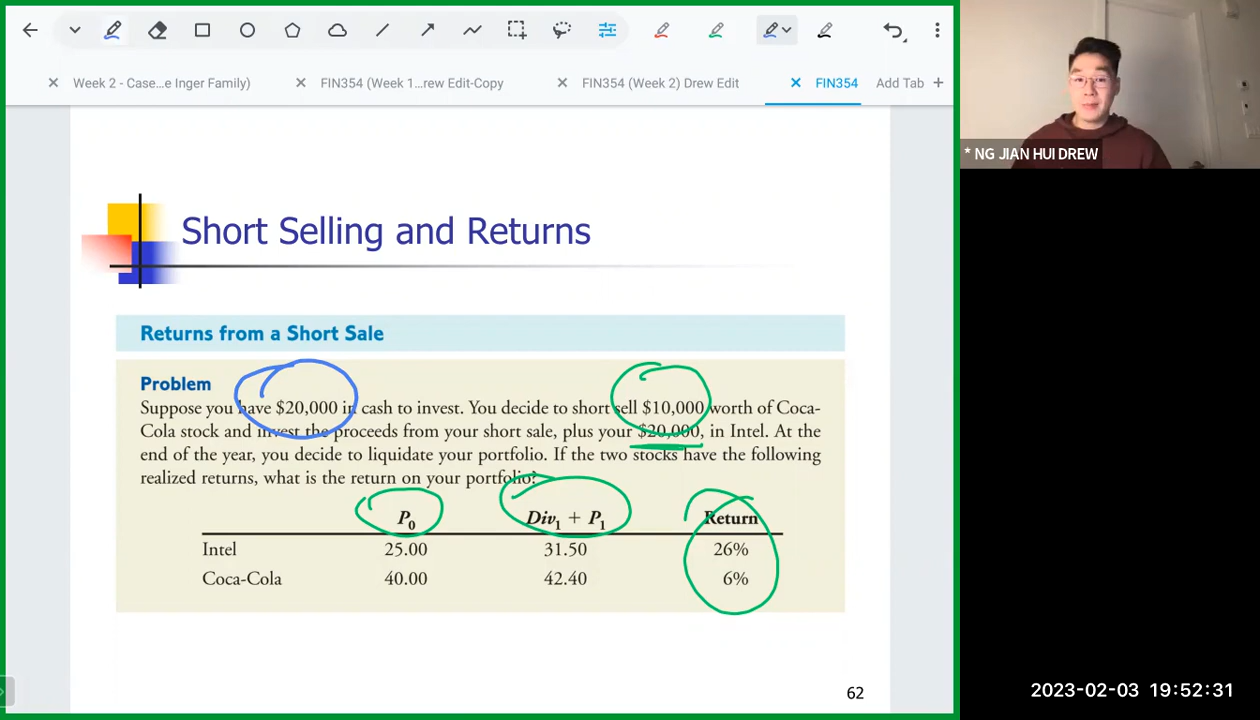 Week 2 - Case...e Inger Family)
FIN354 (Week 1...rew Edit-Copy
FIN354 (Week 2) Drew Edit
FIN354
Add Tab +
* NG JIAN HUI DREW
Short Selling and Returns
Returns from a Short Sale
Problem
Suppose you have $20,000 in cash to invest. You decide to short sell $10,000 worth of Coca-
Cola stock and invest the proceeds from your short sale, plus your $20,000, in Intel. At the
end of the year, you decide to liquidate your portfolio. If the two stocks have the following
realized returns, what is the return on your portfolio?
P0 Div1 + P1 Return
Intel 25.00 31.50 26%
Coca-Cola 40.00 42.40 6%
62
2023-02-03 19:52:31